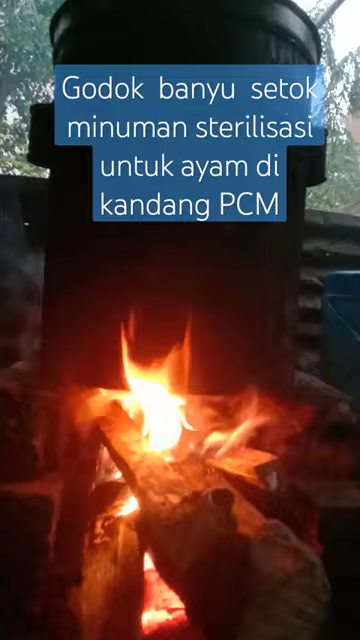 Godok banyu setok
minuman sterilisasi
untuk ayam di
kandang PCM